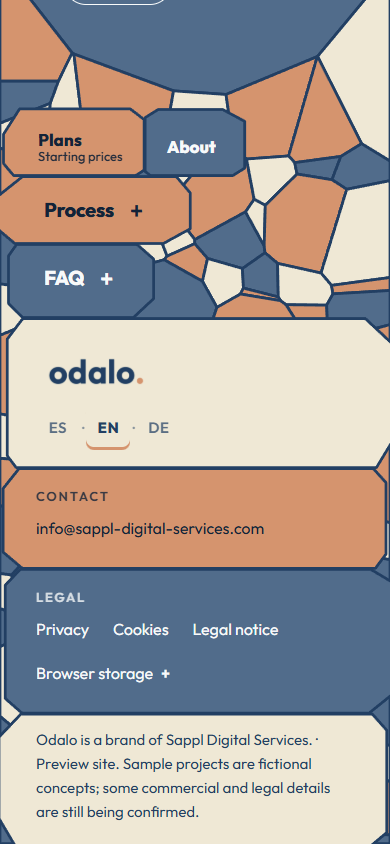 Plans
Starting prices
About
Process +
FAQ +
odalo.
ES · EN · DE
CONTACT
info@sappl-digital-services.com
LEGAL
Privacy Cookies Legal notice
Browser storage +
Odalo is a brand of Sappl Digital Services. ·
Preview site. Sample projects are fictional
concepts; some commercial and legal details
are still being confirmed.